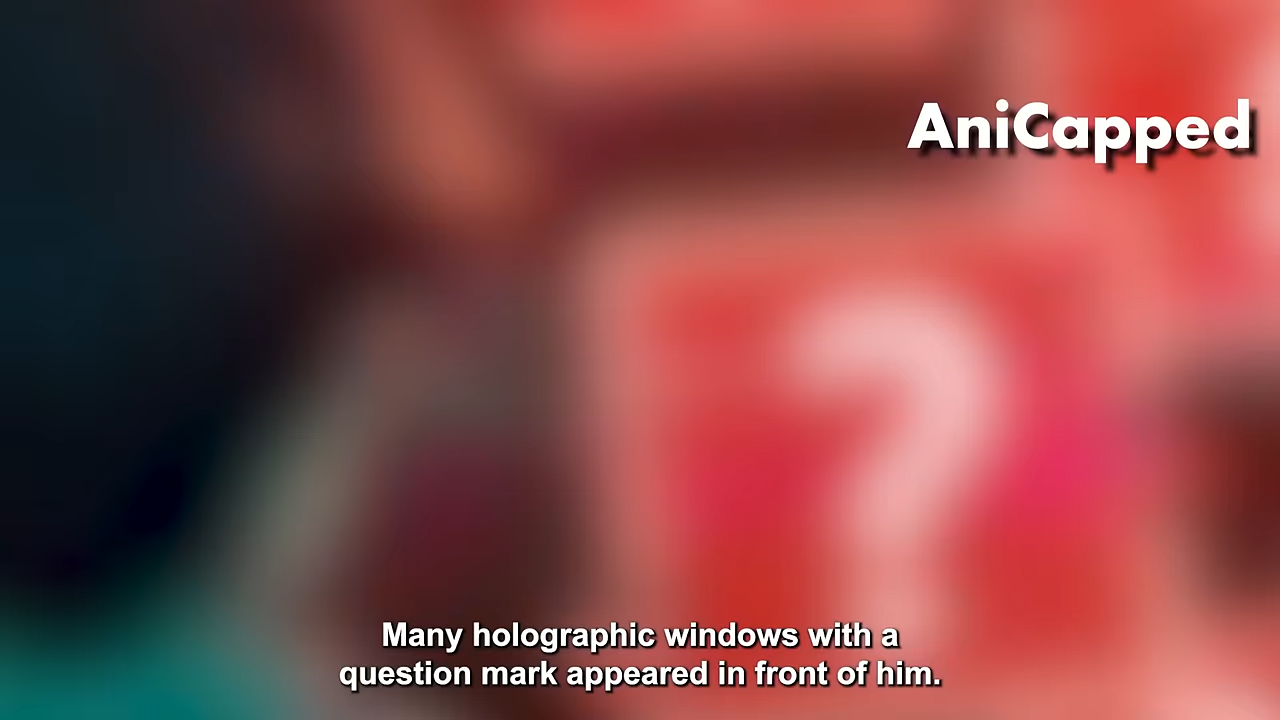 AniCapped
?
Many holographic windows with a
question mark appeared in front of him.